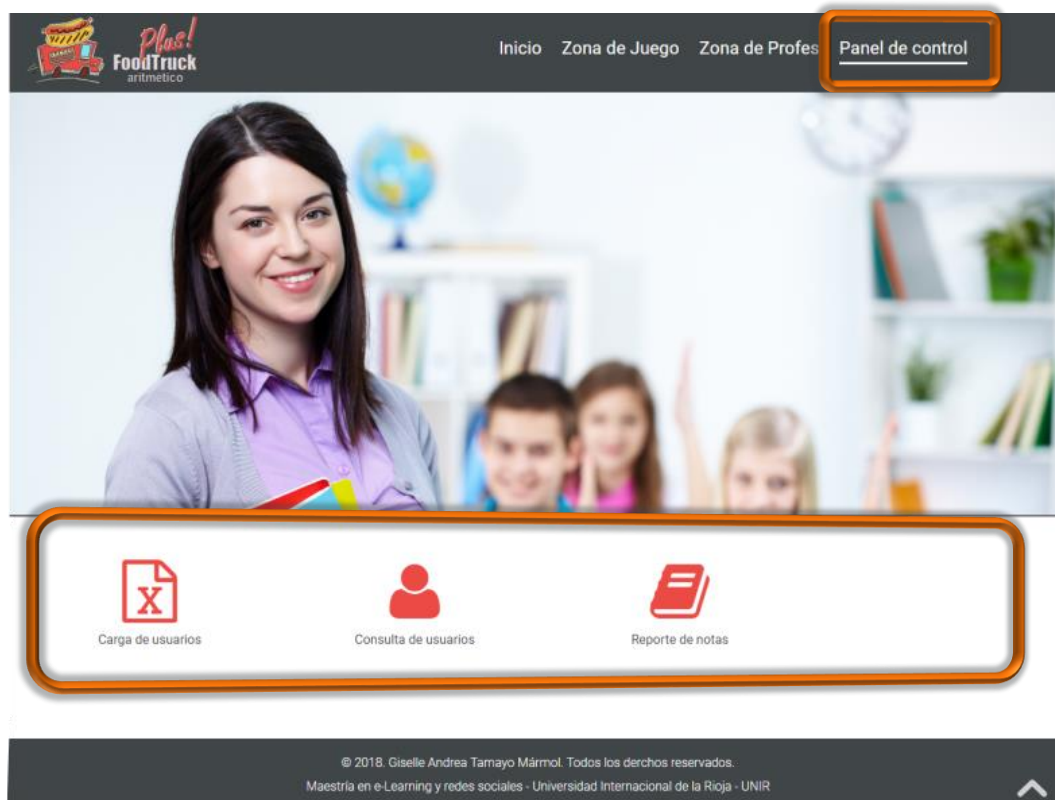 Plus!
FoodTruck
aritmetico
Inicio Zona de Juego Zona de Profes Panel de control
X
Carga de usuarios Consulta de usuarios Reporte de notas
© 2018. Giselle Andrea Tamayo Mármol. Todos los derchos reservados.
Maestría en e-Learning y redes sociales - Universidad Internacional de la Rioja - UNIR